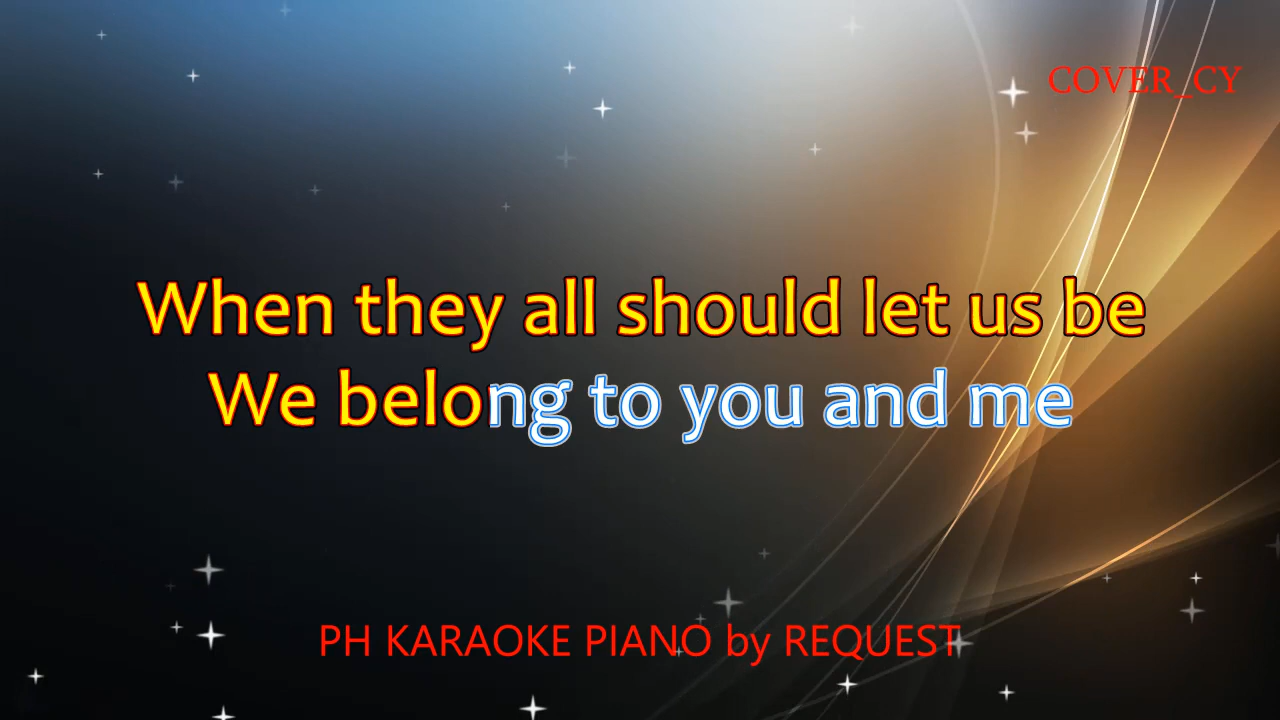 COVER_CY
When they all should let us be
We belong to you and me
PH KARAOKE PIANO by REQUEST